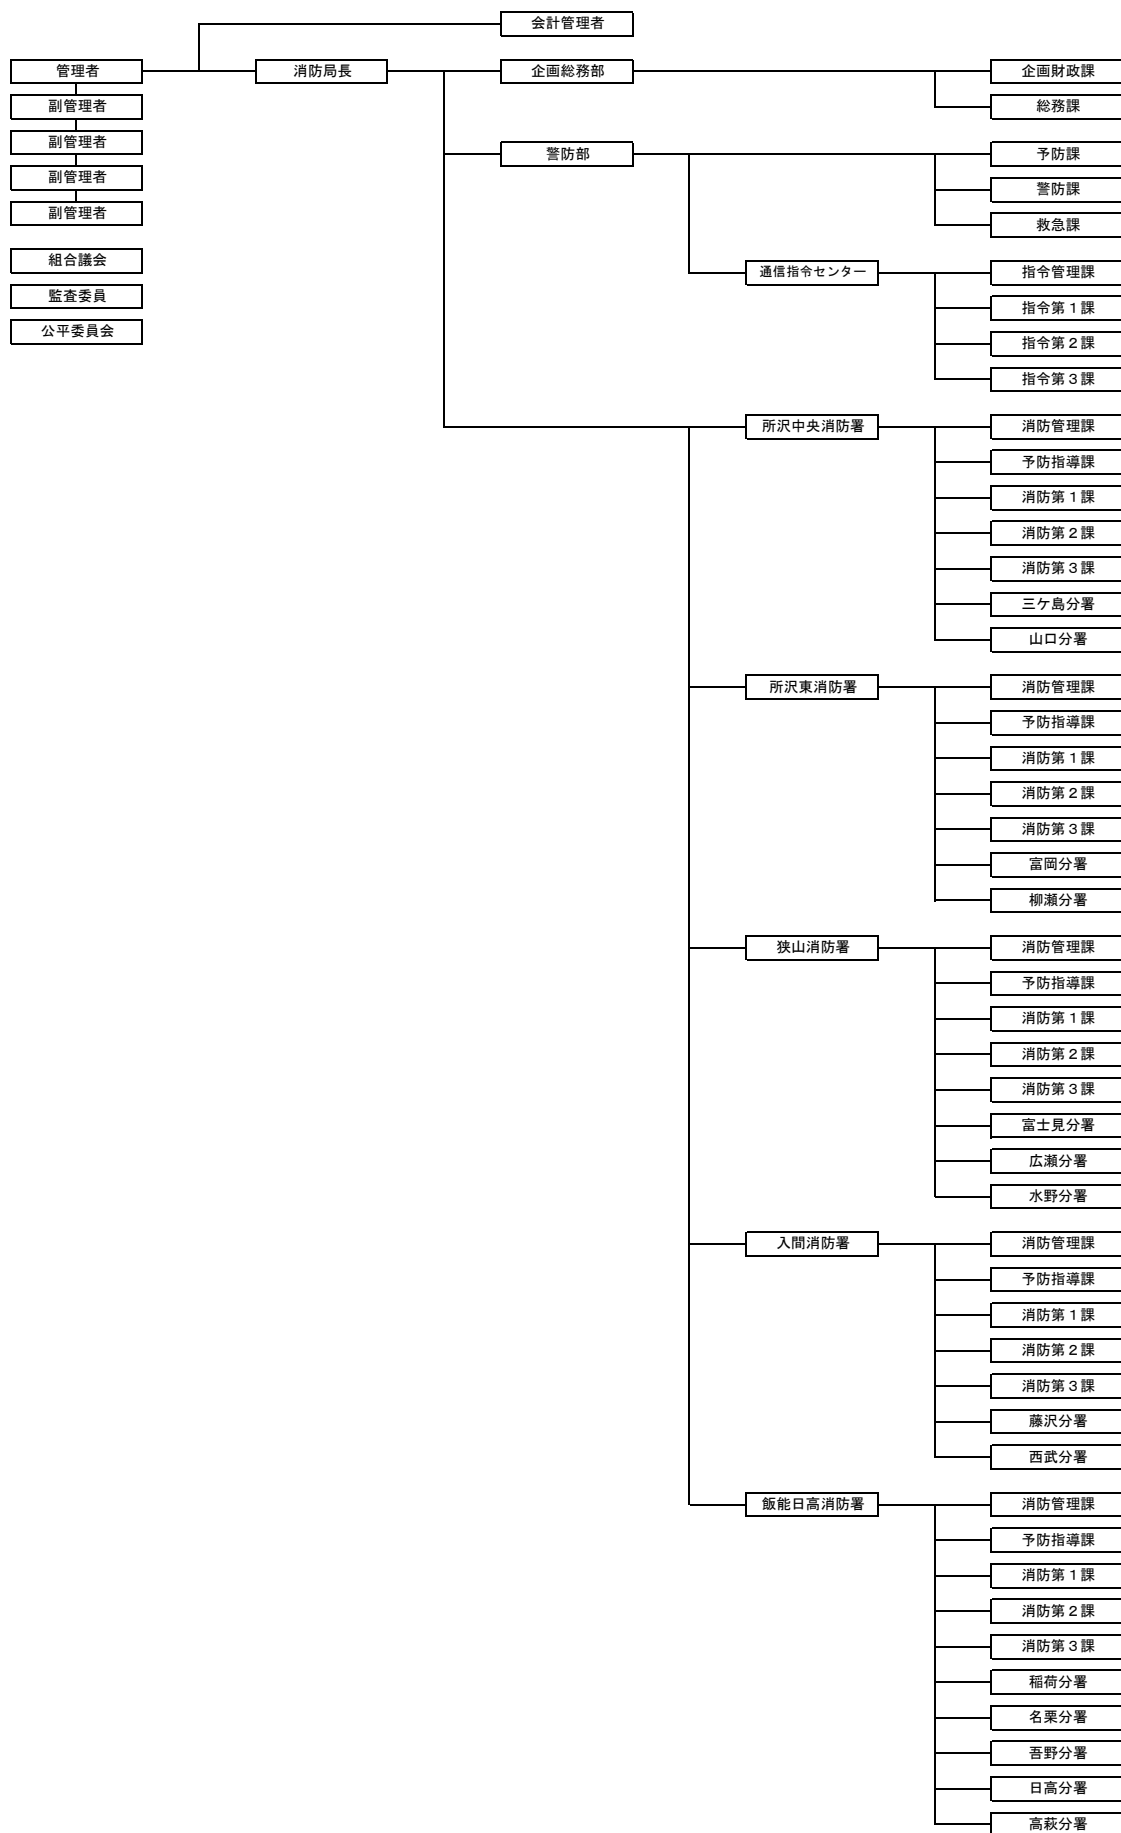 会計管理者
管理者
消防局長
企画総務部
企画財政課
副管理者
総務課
副管理者
警防部
予防課
副管理者
警防課
副管理者
救急課
組合議会
通信指令センター
指令管理課
監査委員
指令第１課
公平委員会
指令第２課
指令第３課
所沢中央消防署
消防管理課
予防指導課
消防第１課
消防第２課
消防第３課
三ケ島分署
山口分署
所沢東消防署
消防管理課
予防指導課
消防第１課
消防第２課
消防第３課
富岡分署
柳瀬分署
狭山消防署
消防管理課
予防指導課
消防第１課
消防第２課
消防第３課
富士見分署
広瀬分署
水野分署
入間消防署
消防管理課
予防指導課
消防第１課
消防第２課
消防第３課
藤沢分署
西武分署
飯能日高消防署
消防管理課
予防指導課
消防第１課
消防第２課
消防第３課
稲荷分署
名栗分署
吾野分署
日高分署
高萩分署